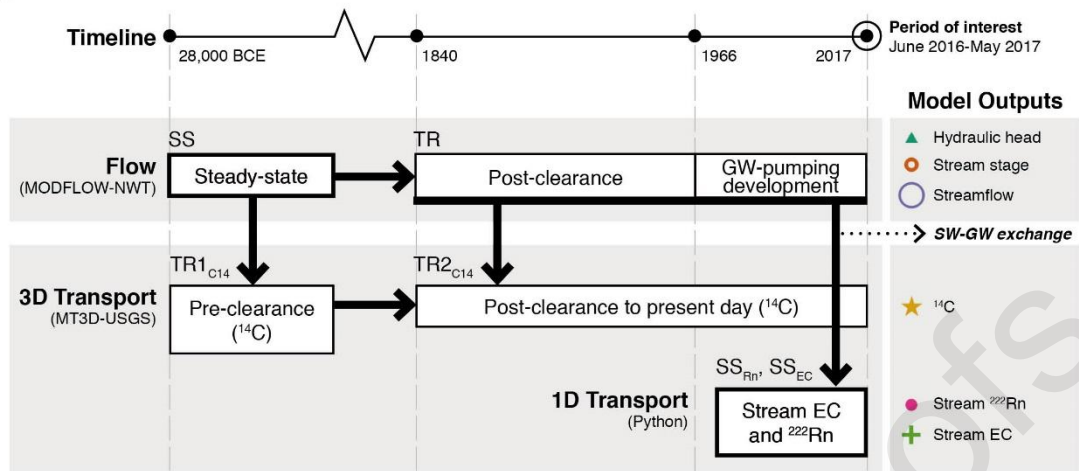 Timeline
28,000 BCE
1840
1966
2017
Period of interest
June 2016-May 2017
Model Outputs
SS
TR
Flow
(MODFLOW-NWT)
Steady-state
Post-clearance
GW-pumping
development
Hydraulic head
Stream stage
Streamflow
SW-GW exchange
TR1C14
TR2C14
3D Transport
(MT3D-USGS)
Pre-clearance
(¹⁴C)
Post-clearance to present day (¹⁴C)
¹⁴C
SSRn, SSEC
1D Transport
(Python)
Stream EC
and ²²²Rn
Stream ²²²Rn
Stream EC
ofs